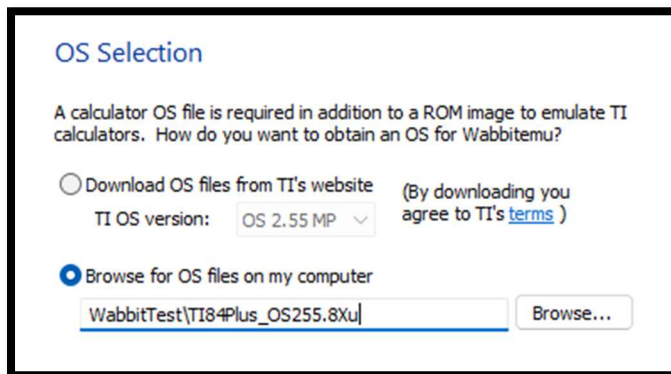 OS Selection
A calculator OS file is required in addition to a ROM image to emulate TI
calculators. How do you want to obtain an OS for Wabbitemu?
Download OS files from TI's website
(By downloading you
agree to TI's terms )
TI OS version: OS 2.55 MP
Browse for OS files on my computer
WabbitTest\TI84Plus_OS255.8Xu Browse...